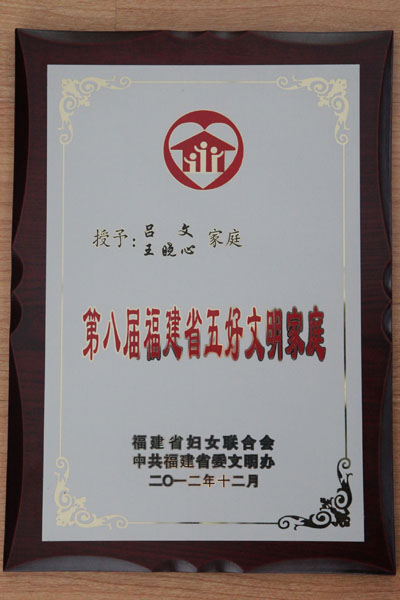 授予：吕 文 家庭
王晓心
第八届福建省五好文明家庭
福建省妇女联合会
中共福建省委文明办
二〇一二年十二月